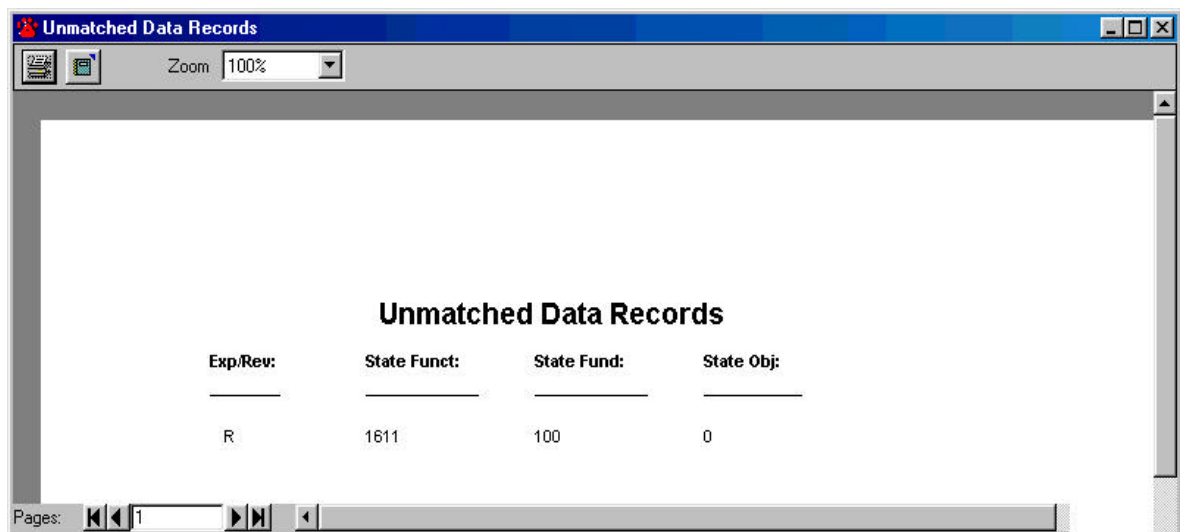 Unmatched Data Records
Zoom 100%
Unmatched Data Records
Exp/Rev: State Funct: State Fund: State Obj:
R 1611 100 0
Pages: 1